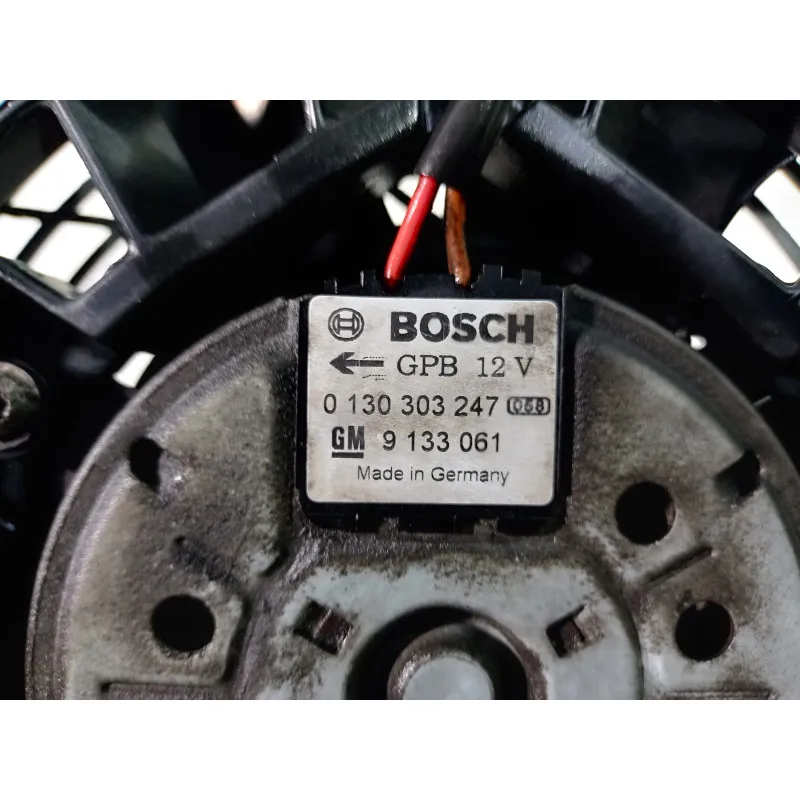 BOSCH
GPB 12 V
0 130 303 247 068
GM 9 133 061
Made in Germany